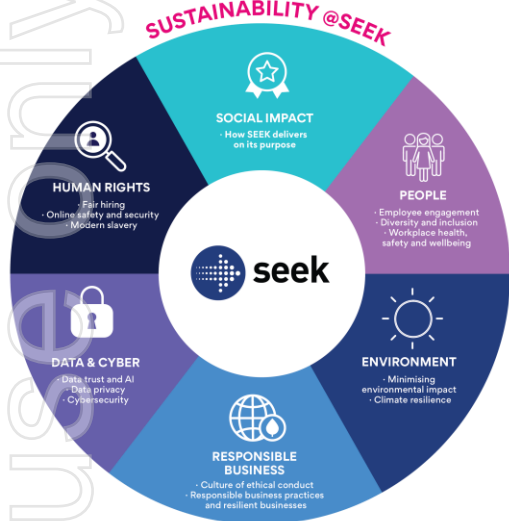 SUSTAINABILITY @SEEK
SOCIAL IMPACT
· How SEEK delivers
on its purpose
PEOPLE
· Employee engagement
· Diversity and inclusion
· Workplace health,
safety and wellbeing
ENVIRONMENT
· Minimising
environmental impact
· Climate resilience
RESPONSIBLE
BUSINESS
· Culture of ethical conduct
· Responsible business practices
and resilient businesses
DATA & CYBER
· Data trust and AI
· Data privacy
· Cybersecurity
HUMAN RIGHTS
· Fair hiring
· Online safety and security
· Modern slavery
seek
use only